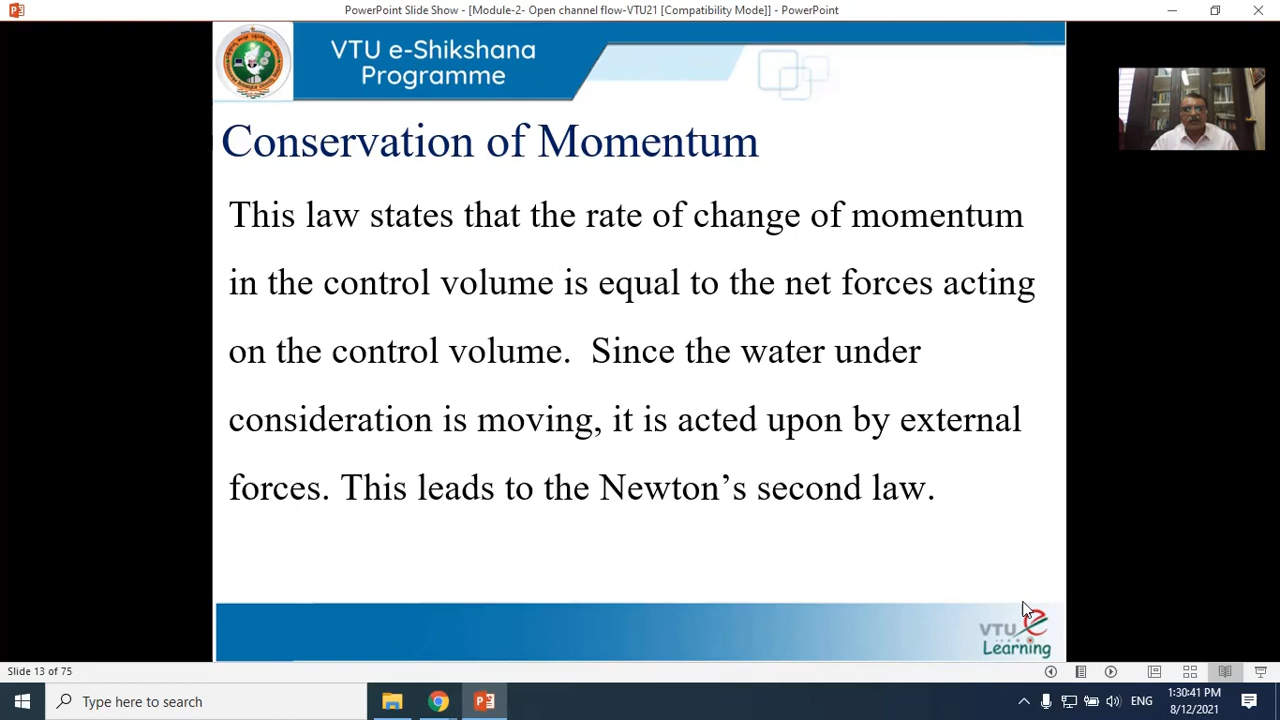 PowerPoint Slide Show - [Module-2- Open channel flow-VTU21 [Compatibility Mode]] - PowerPoint
VTU e-Shikshana
Programme
Conservation of Momentum
This law states that the rate of change of momentum
in the control volume is equal to the net forces acting
on the control volume.  Since the water under
consideration is moving, it is acted upon by external
forces. This leads to the Newton’s second law.
VTU e
Learning
Slide 13 of 75
Type here to search
ENG
1:30:41 PM
8/12/2021